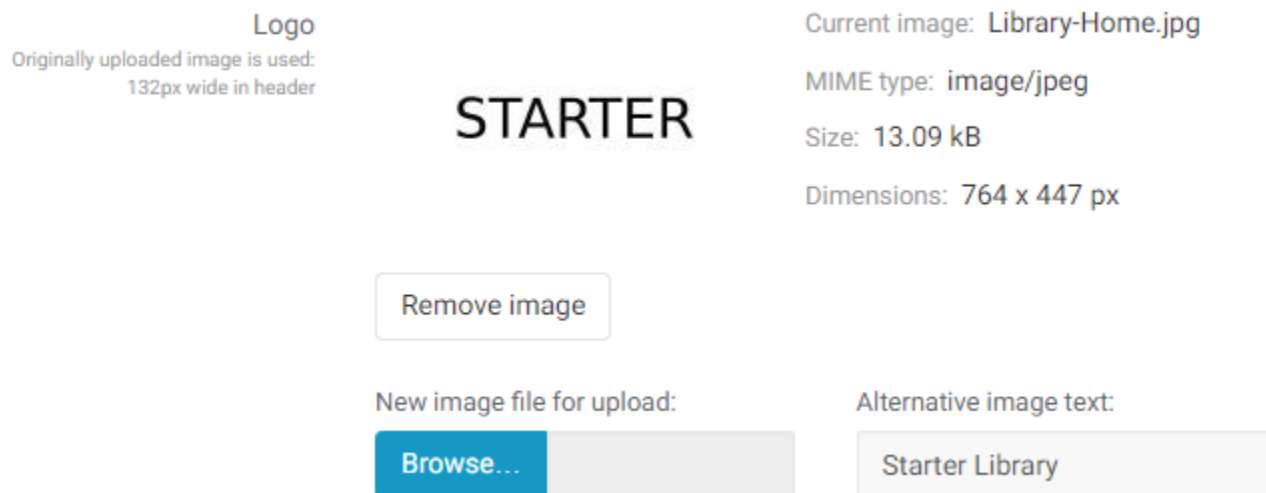 Logo
Originally uploaded image is used:
132px wide in header
STARTER
Current image: Library-Home.jpg
MIME type: image/jpeg
Size: 13.09 kB
Dimensions: 764 x 447 px
Remove image
New image file for upload:
Browse...
Alternative image text:
Starter Library